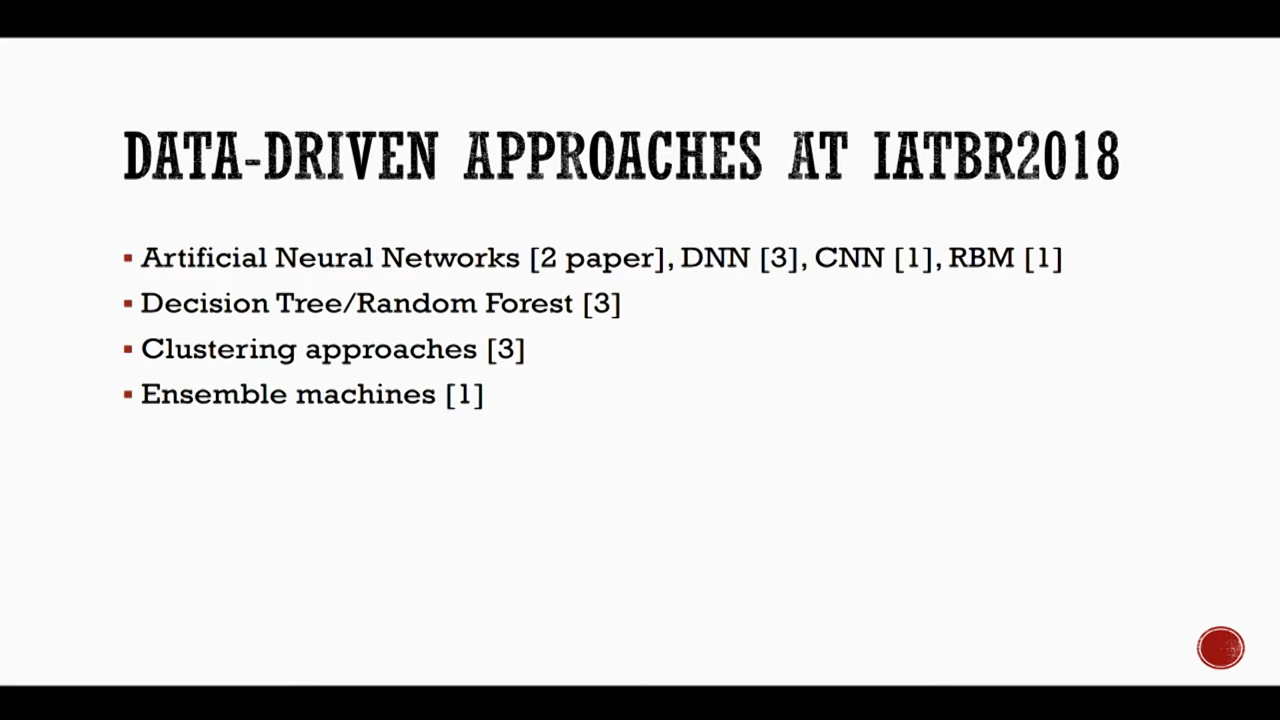 DATA-DRIVEN APPROACHES AT IATBR2018
▪ Artificial Neural Networks [2 paper], DNN [3], CNN [1], RBM [1]
▪ Decision Tree/Random Forest [3]
▪ Clustering approaches [3]
▪ Ensemble machines [1]